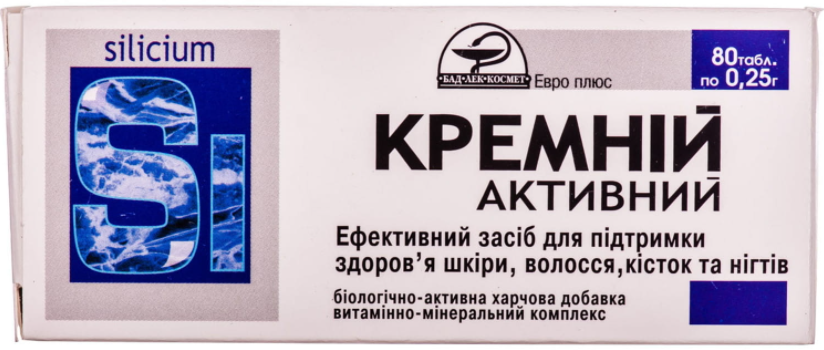 silicium
Si
БАД·ЛЕК·КОСМЕТ
Евро плюс
80табл.
по 0,25г
КРЕМНІЙ
АКТИВНИЙ
Ефективний засіб для підтримки
здоров'я шкіри, волосся,кісток та нігтів
біологічно-активна харчова добавка
витамінно-мінеральний комплекс